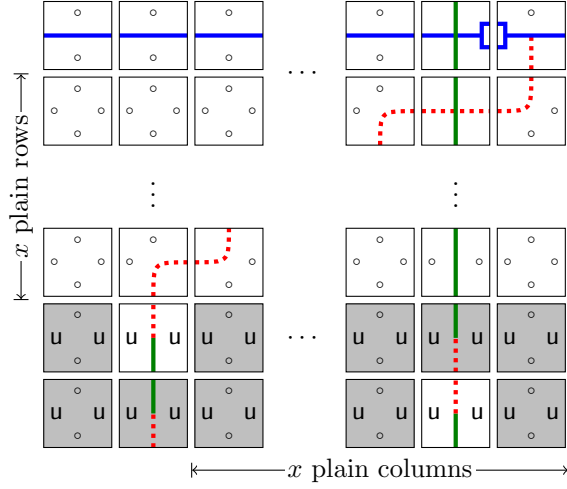 ...
x plain rows
⋮ ⋮
u u u u u u ... u u u u u u
u u u u u u u u u u u u
x plain columns